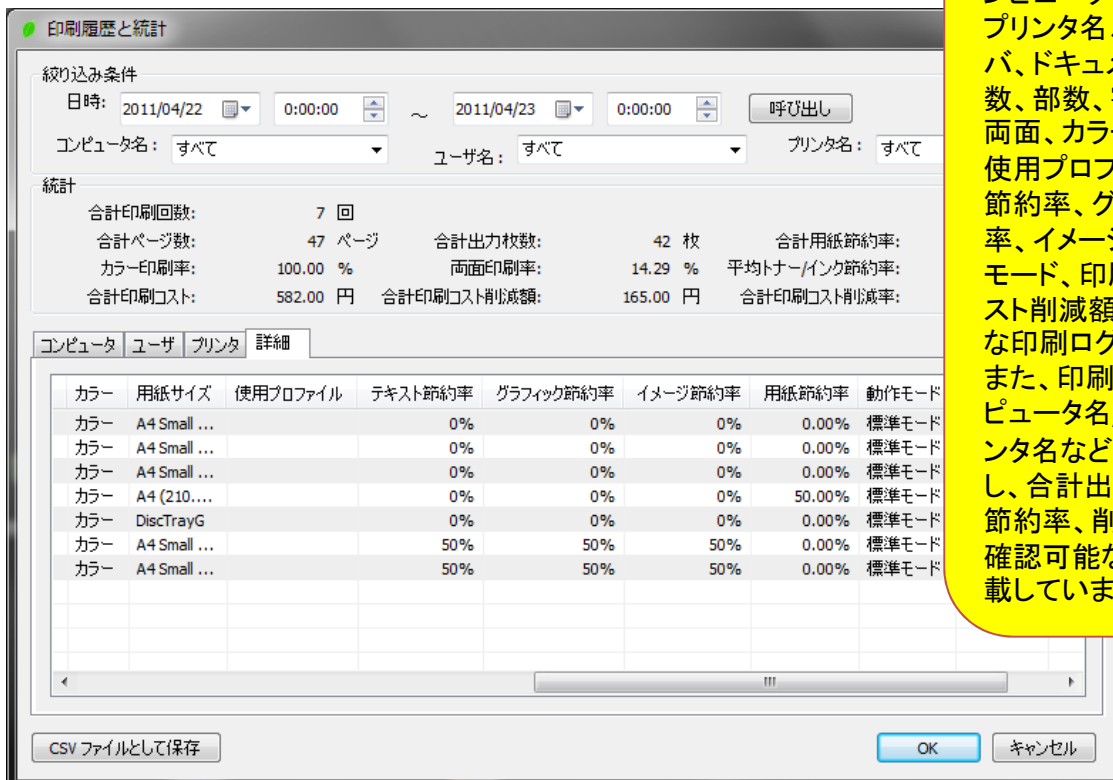 印刷履歴と統計
絞り込み条件
日時: 2011/04/22 0:00:00 ～ 2011/04/23 0:00:00 呼び出し
コンピュータ名: すべて ユーザ名: すべて プリンタ名: すべて
統計
合計印刷回数: 7 回
合計ページ数: 47 ページ 合計出力枚数: 42 枚 合計用紙節約率:
カラー印刷率: 100.00 % 両面印刷率: 14.29 % 平均トナー/インク節約率:
合計印刷コスト: 582.00 円 合計印刷コスト削減額: 165.00 円 合計印刷コスト削減率:
コンピュータ ユーザ プリンタ 詳細
カラー 用紙サイズ 使用プロファイル テキスト節約率 グラフィック節約率 イメージ節約率 用紙節約率 動作モード
カラー A4 Small ... 0% 0% 0% 0.00% 標準モード
カラー A4 Small ... 0% 0% 0% 0.00% 標準モード
カラー A4 Small ... 0% 0% 0% 0.00% 標準モード
カラー A4 (210.... 0% 0% 0% 50.00% 標準モード
カラー DiscTrayG 0% 0% 0% 0.00% 標準モード
カラー A4 Small ... 50% 50% 50% 0.00% 標準モード
カラー A4 Small ... 50% 50% 50% 0.00% 標準モード
CSV ファイルとして保存 OK キャンセル
プリンタ名
バ、ドキュ
数、部数、
両面、カラ
使用プロフ
節約率、グ
率、イメー
モード、印
スト削減額
な印刷ログ
また、印刷
ピュータ名
ンタ名など
し、合計出
節約率、削
確認可能な
載していま